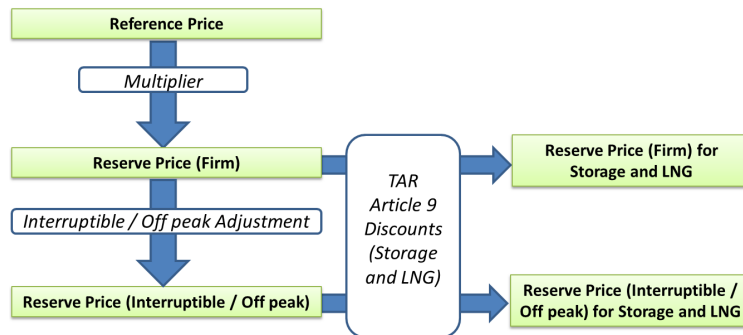 Reference Price
Multiplier
Reserve Price (Firm)
Interruptible / Off peak Adjustment
Reserve Price (Interruptible / Off peak)
TAR
Article 9
Discounts
(Storage
and LNG)
Reserve Price (Firm) for
Storage and LNG
Reserve Price (Interruptible /
Off peak) for Storage and LNG